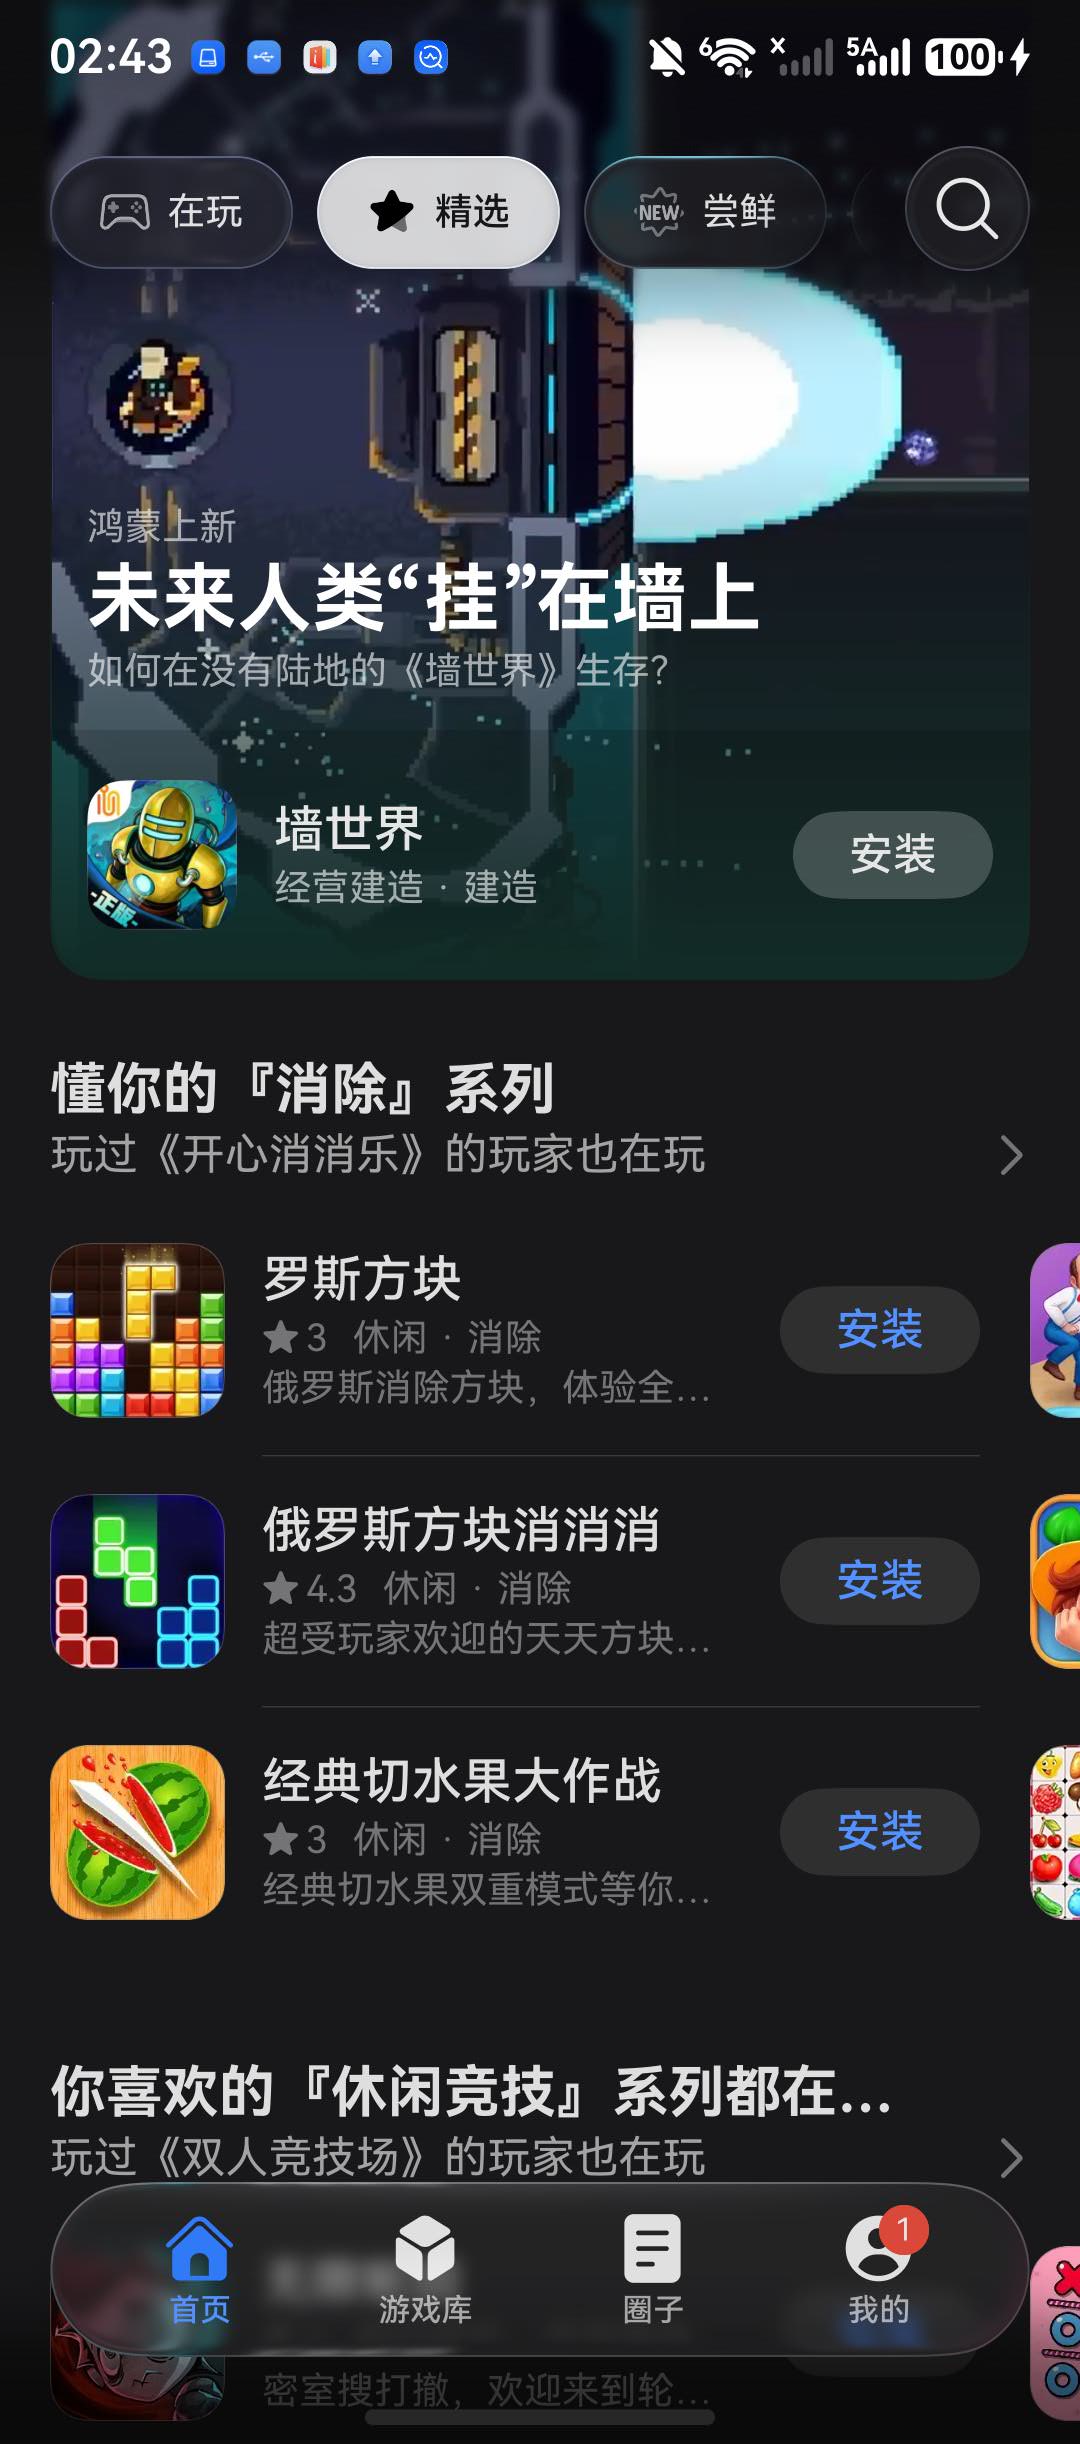 02:43
6
5A
100
在玩
精选
NEW
尝鲜
鸿蒙上新
未来人类“挂”在墙上
如何在没有陆地的《墙世界》生存？
-正版-
墙世界
经营建造 · 建造
安装
懂你的『消除』系列
玩过《开心消消乐》的玩家也在玩
罗斯方块
3 休闲 · 消除
俄罗斯消除方块，体验全...
安装
俄罗斯方块消消消
4.3 休闲 · 消除
超受玩家欢迎的天天方块...
安装
经典切水果大作战
3 休闲 · 消除
经典切水果双重模式等你...
安装
你喜欢的『休闲竞技』系列都在...
玩过《双人竞技场》的玩家也在玩
首页
游戏库
圈子
我的
1
密室搜打撤，欢迎来到轮...